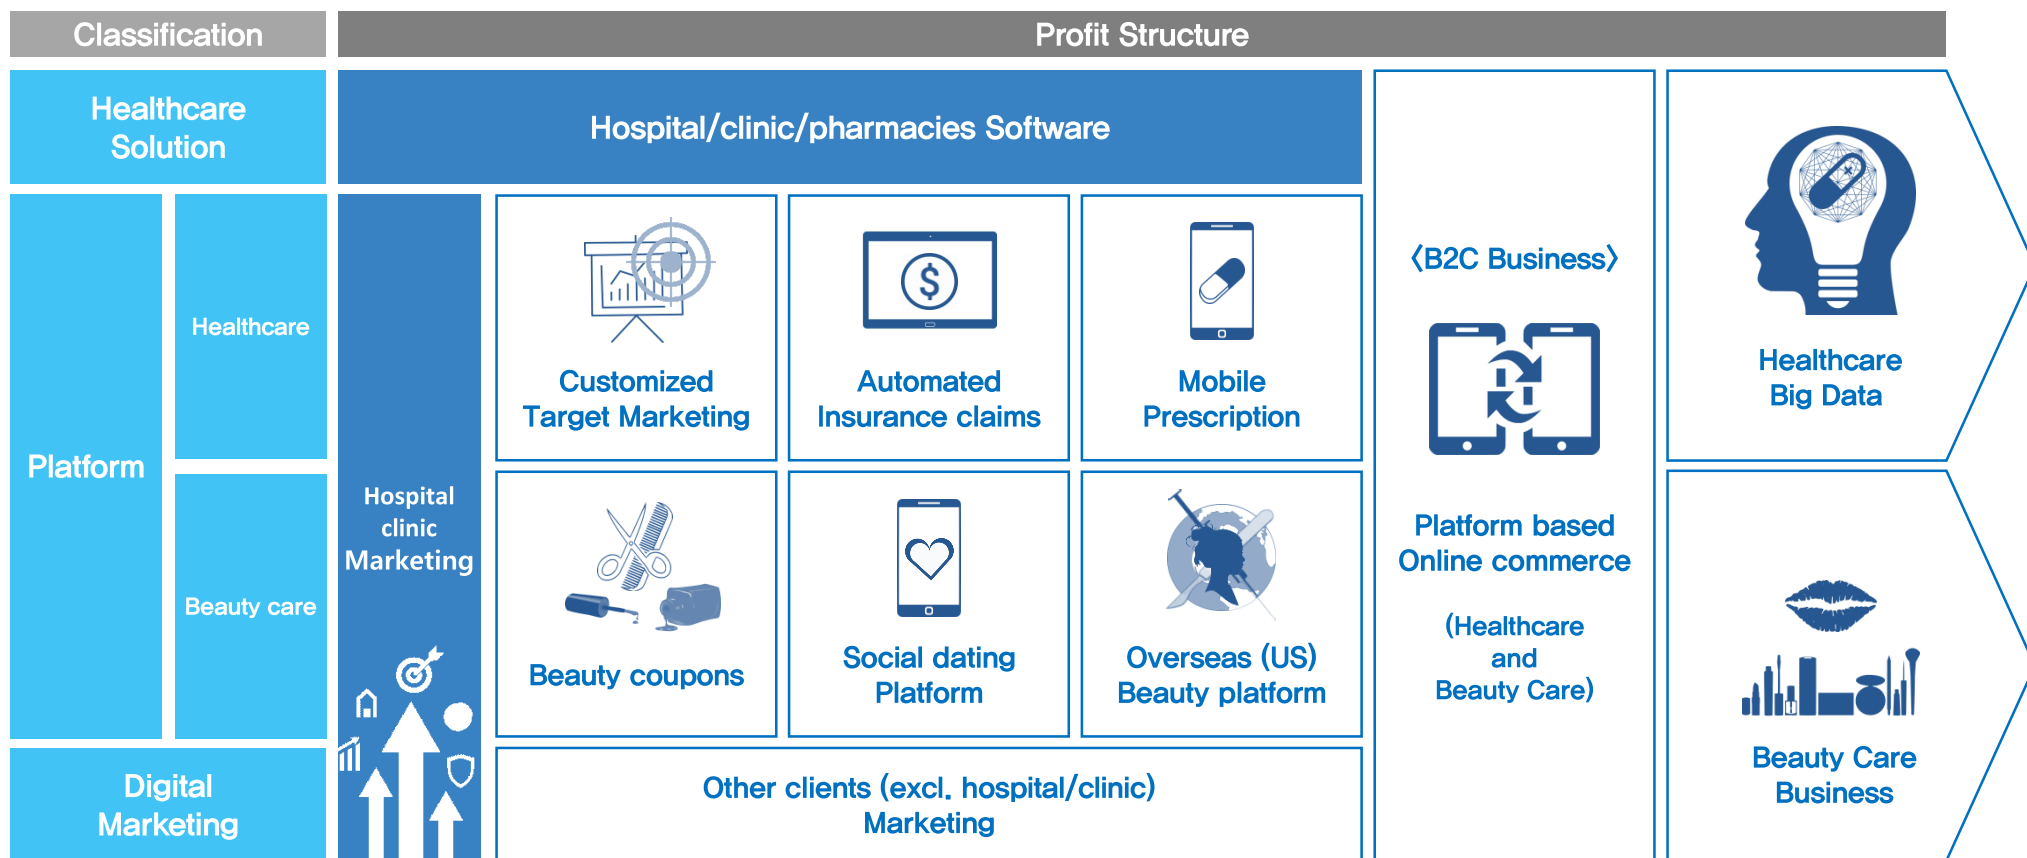 Classification
Profit Structure
Healthcare
Solution
Hospital/clinic/pharmacies Software
Platform
Healthcare
Beauty care
Hospital
clinic
Marketing
Customized
Target Marketing
Automated
Insurance claims
Mobile
Prescription
Beauty coupons
Social dating
Platform
Overseas (US)
Beauty platform
Digital
Marketing
Other clients (excl. hospital/clinic)
Marketing
〈B2C Business〉
Platform based
Online commerce
(Healthcare
and
Beauty Care)
Healthcare
Big Data
Beauty Care
Business